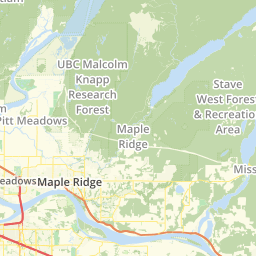 UBC Malcolm
Knapp
Research
Forest
Stave
West Forest
& Recreation
Area
Pitt Meadows
Maple
Ridge
Maple Ridge